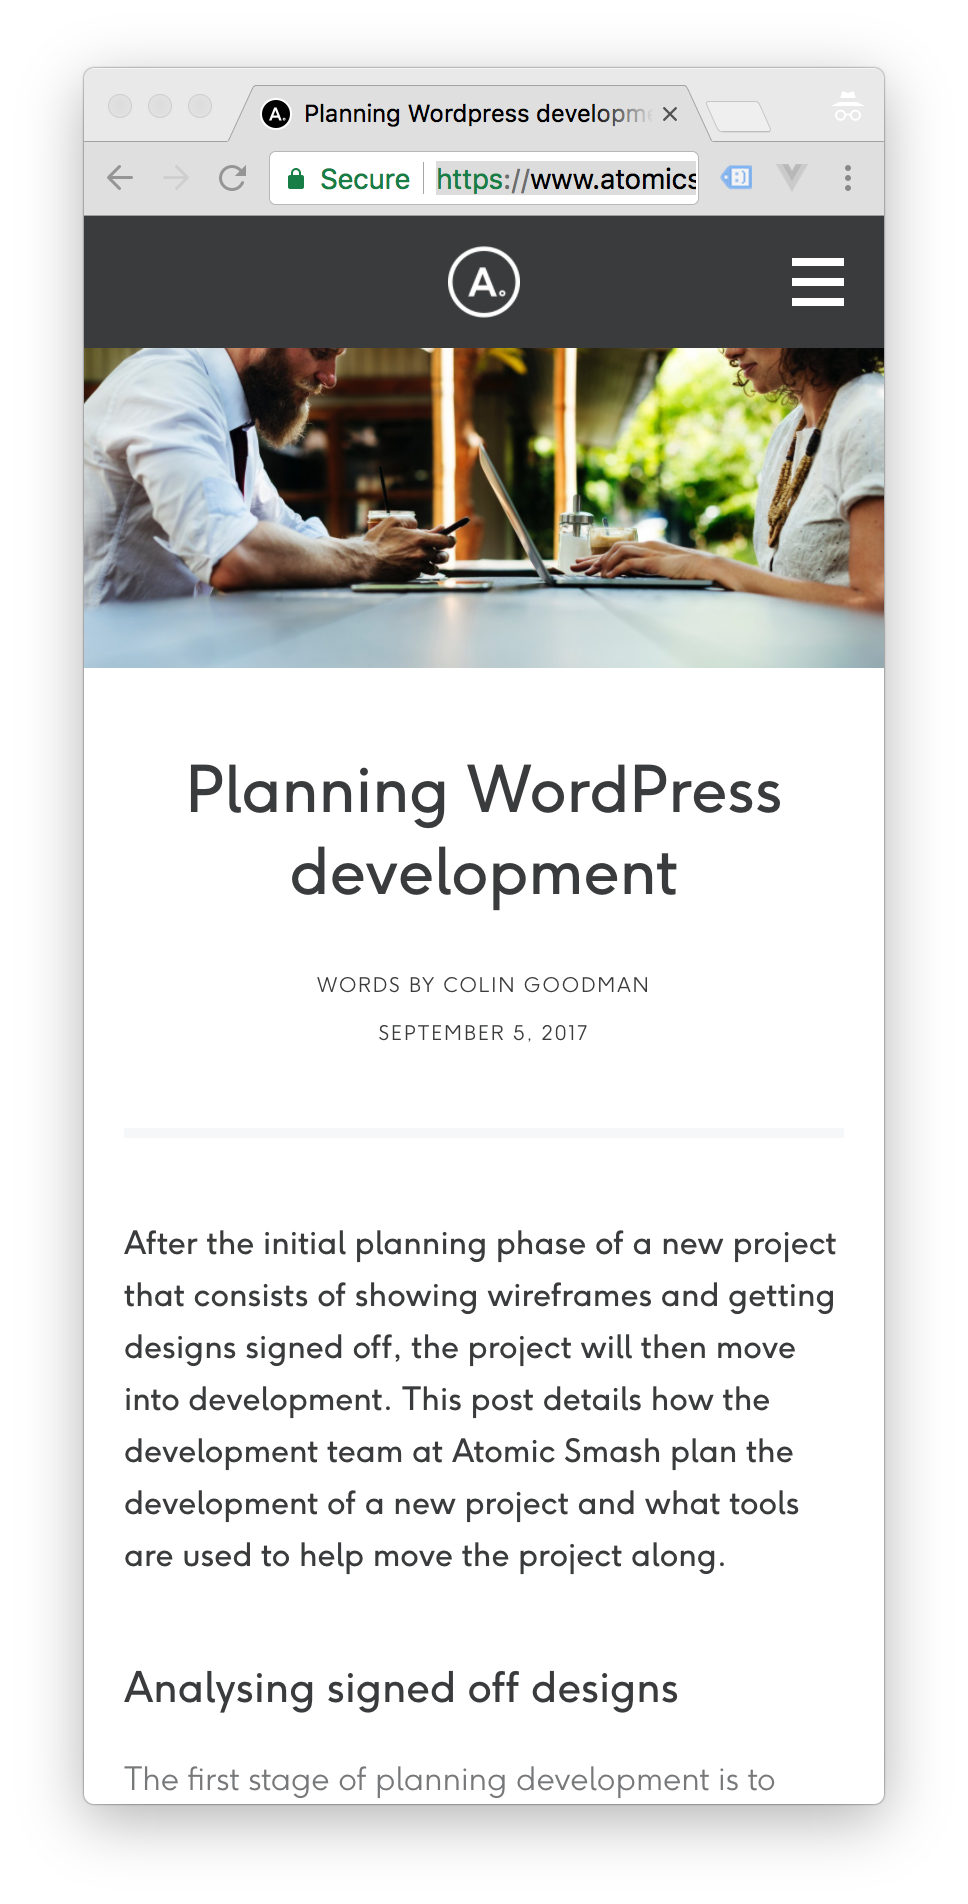 A. Planning Wordpress developme
Secure https://www.atomics
A.
Planning WordPress
development
WORDS BY COLIN GOODMAN
SEPTEMBER 5, 2017
After the initial planning phase of a new project
that consists of showing wireframes and getting
designs signed off, the project will then move
into development. This post details how the
development team at Atomic Smash plan the
development of a new project and what tools
are used to help move the project along.
Analysing signed off designs
The first stage of planning development is to